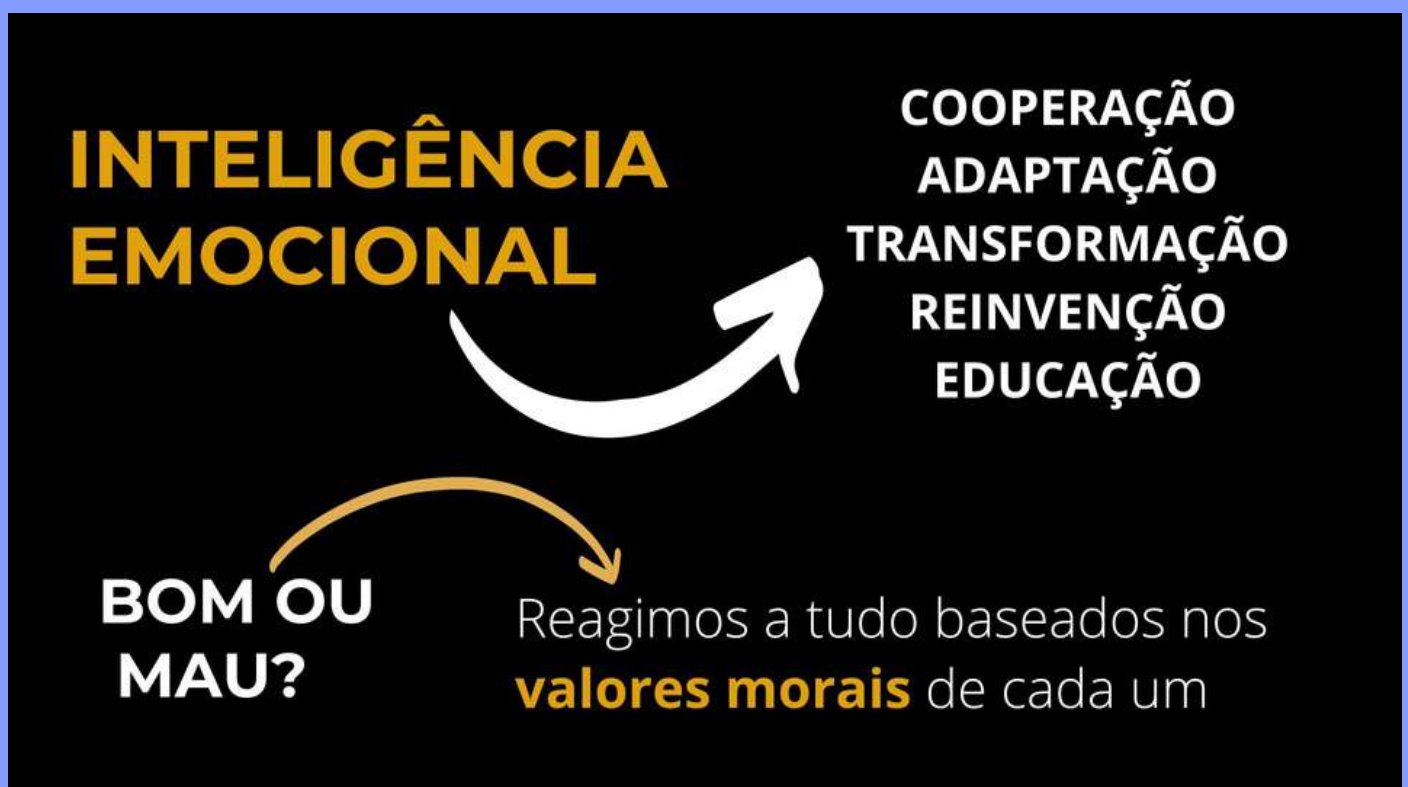 INTELIGÊNCIA
EMOCIONAL
COOPERAÇÃO
ADAPTAÇÃO
TRANSFORMAÇÃO
REINVENÇÃO
EDUCAÇÃO
BOM OU
MAU?
Reagimos a tudo baseados nos
valores morais de cada um